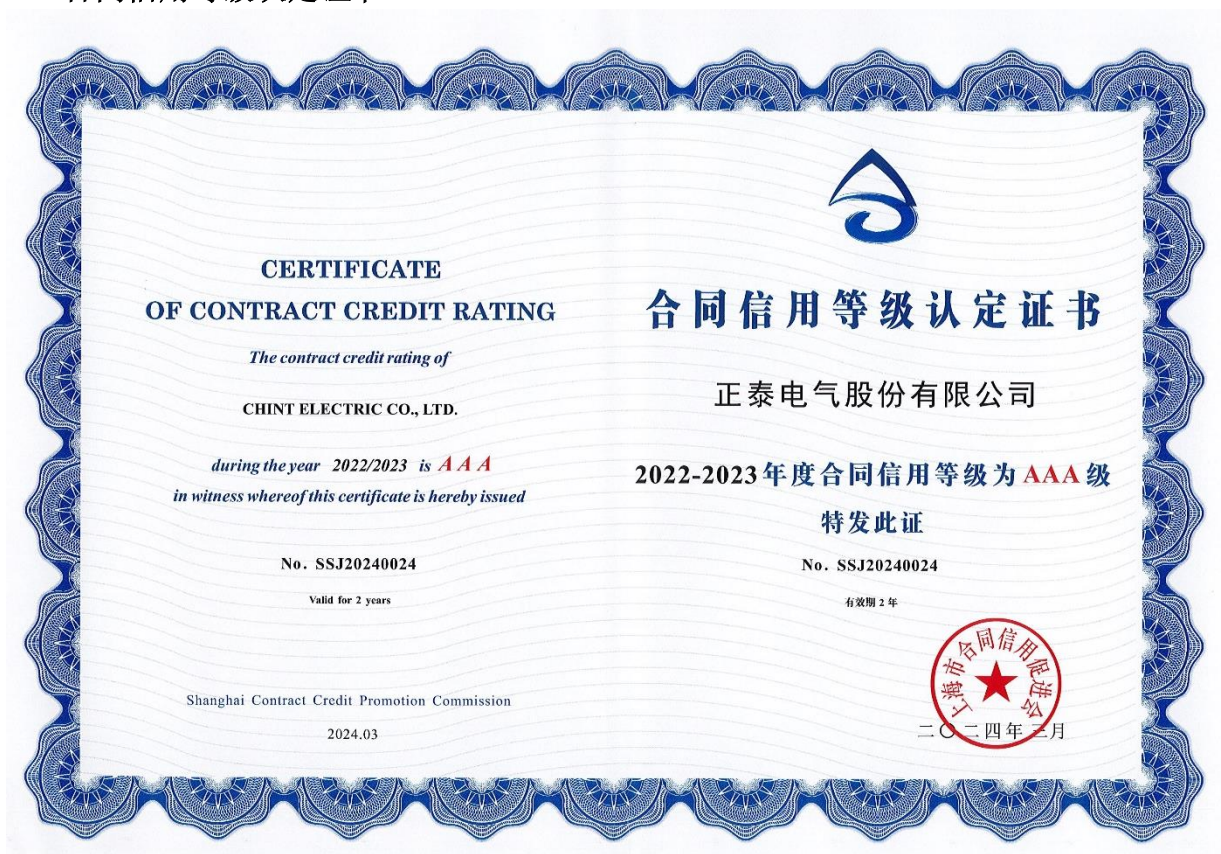 CERTIFICATE
OF CONTRACT CREDIT RATING
The contract credit rating of
CHINT ELECTRIC CO., LTD.
during the year 2022/2023 is AAA
in witness whereof this certificate is hereby issued
No. SSJ20240024
Valid for 2 years
Shanghai Contract Credit Promotion Commission
2024.03
合同信用等级认定证书
正泰电气股份有限公司
2022-2023年度合同信用等级为AAA级
特发此证
No. SSJ20240024
有效期2年
上海市合同信用促进会
二〇二四年三月